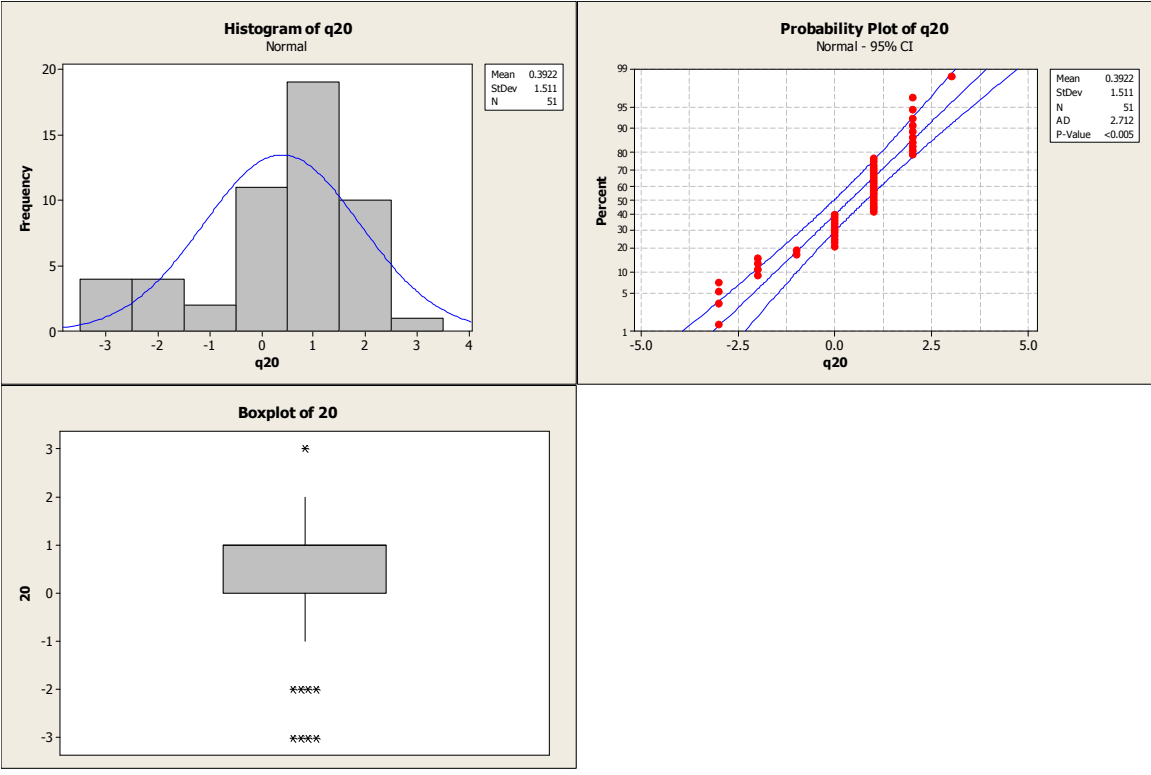 Histogram of q20
Normal
Mean 0.3922
StDev 1.511
N 51
20
15
10
5
0
Frequency
-3 -2 -1 0 1 2 3 4
q20
Probability Plot of q20
Normal - 95% CI
Mean 0.3922
StDev 1.511
N 51
AD 2.712
P-Value <0.005
99
95
90
80
70
60
50
40
30
20
10
5
1
Percent
-5.0 -2.5 0.0 2.5 5.0
q20
Boxplot of 20
3
2
1
0
-1
-2
-3
20